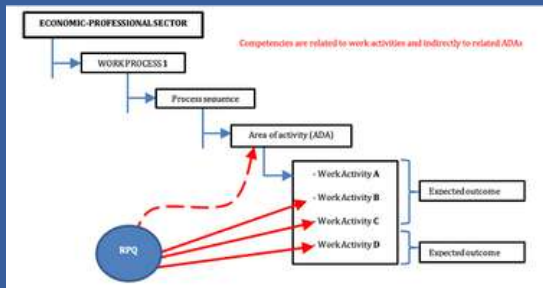 ECONOMIC-PROFESSIONAL SECTOR
Competencies are related to work activities and indirectly to related ADAs
WORK PROCESS 1
Process sequence
Area of activity (ADA)
- Work Activity A
- Work Activity B
- Work Activity C
- Work Activity D
Expected outcome
Expected outcome
RPQ